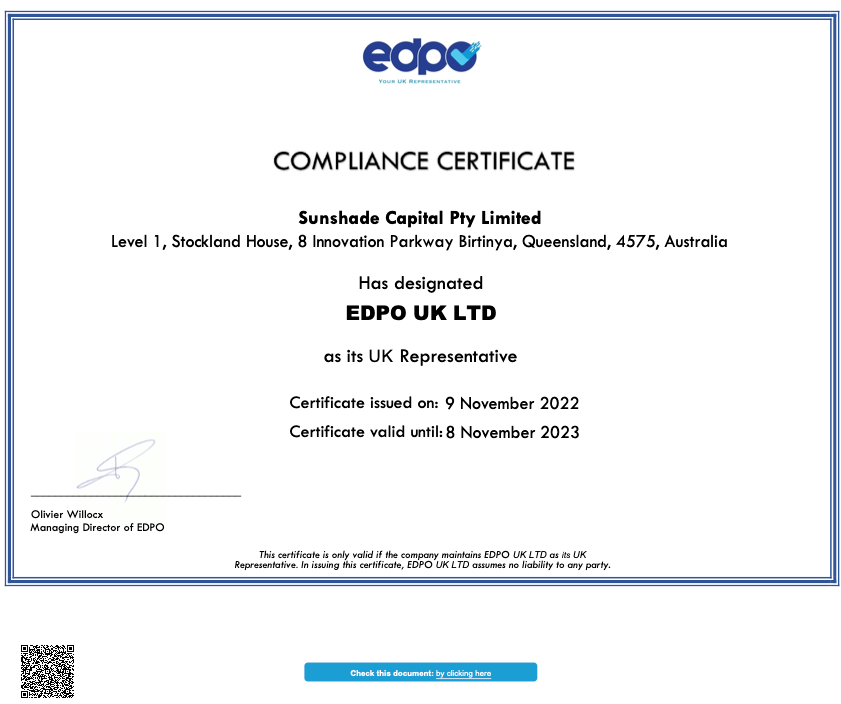 edpo
YOUR UK REPRESENTATIVE
COMPLIANCE CERTIFICATE
Sunshade Capital Pty Limited
Level 1, Stockland House, 8 Innovation Parkway Birtinya, Queensland, 4575, Australia
Has designated
EDPO UK LTD
as its UK Representative
Certificate issued on: 9 November 2022
Certificate valid until: 8 November 2023
Olivier Willocx
Managing Director of EDPO
This certificate is only valid if the company maintains EDPO UK LTD as its UK
Representative. In issuing this certificate, EDPO UK LTD assumes no liability to any party.
Check this document: by clicking here